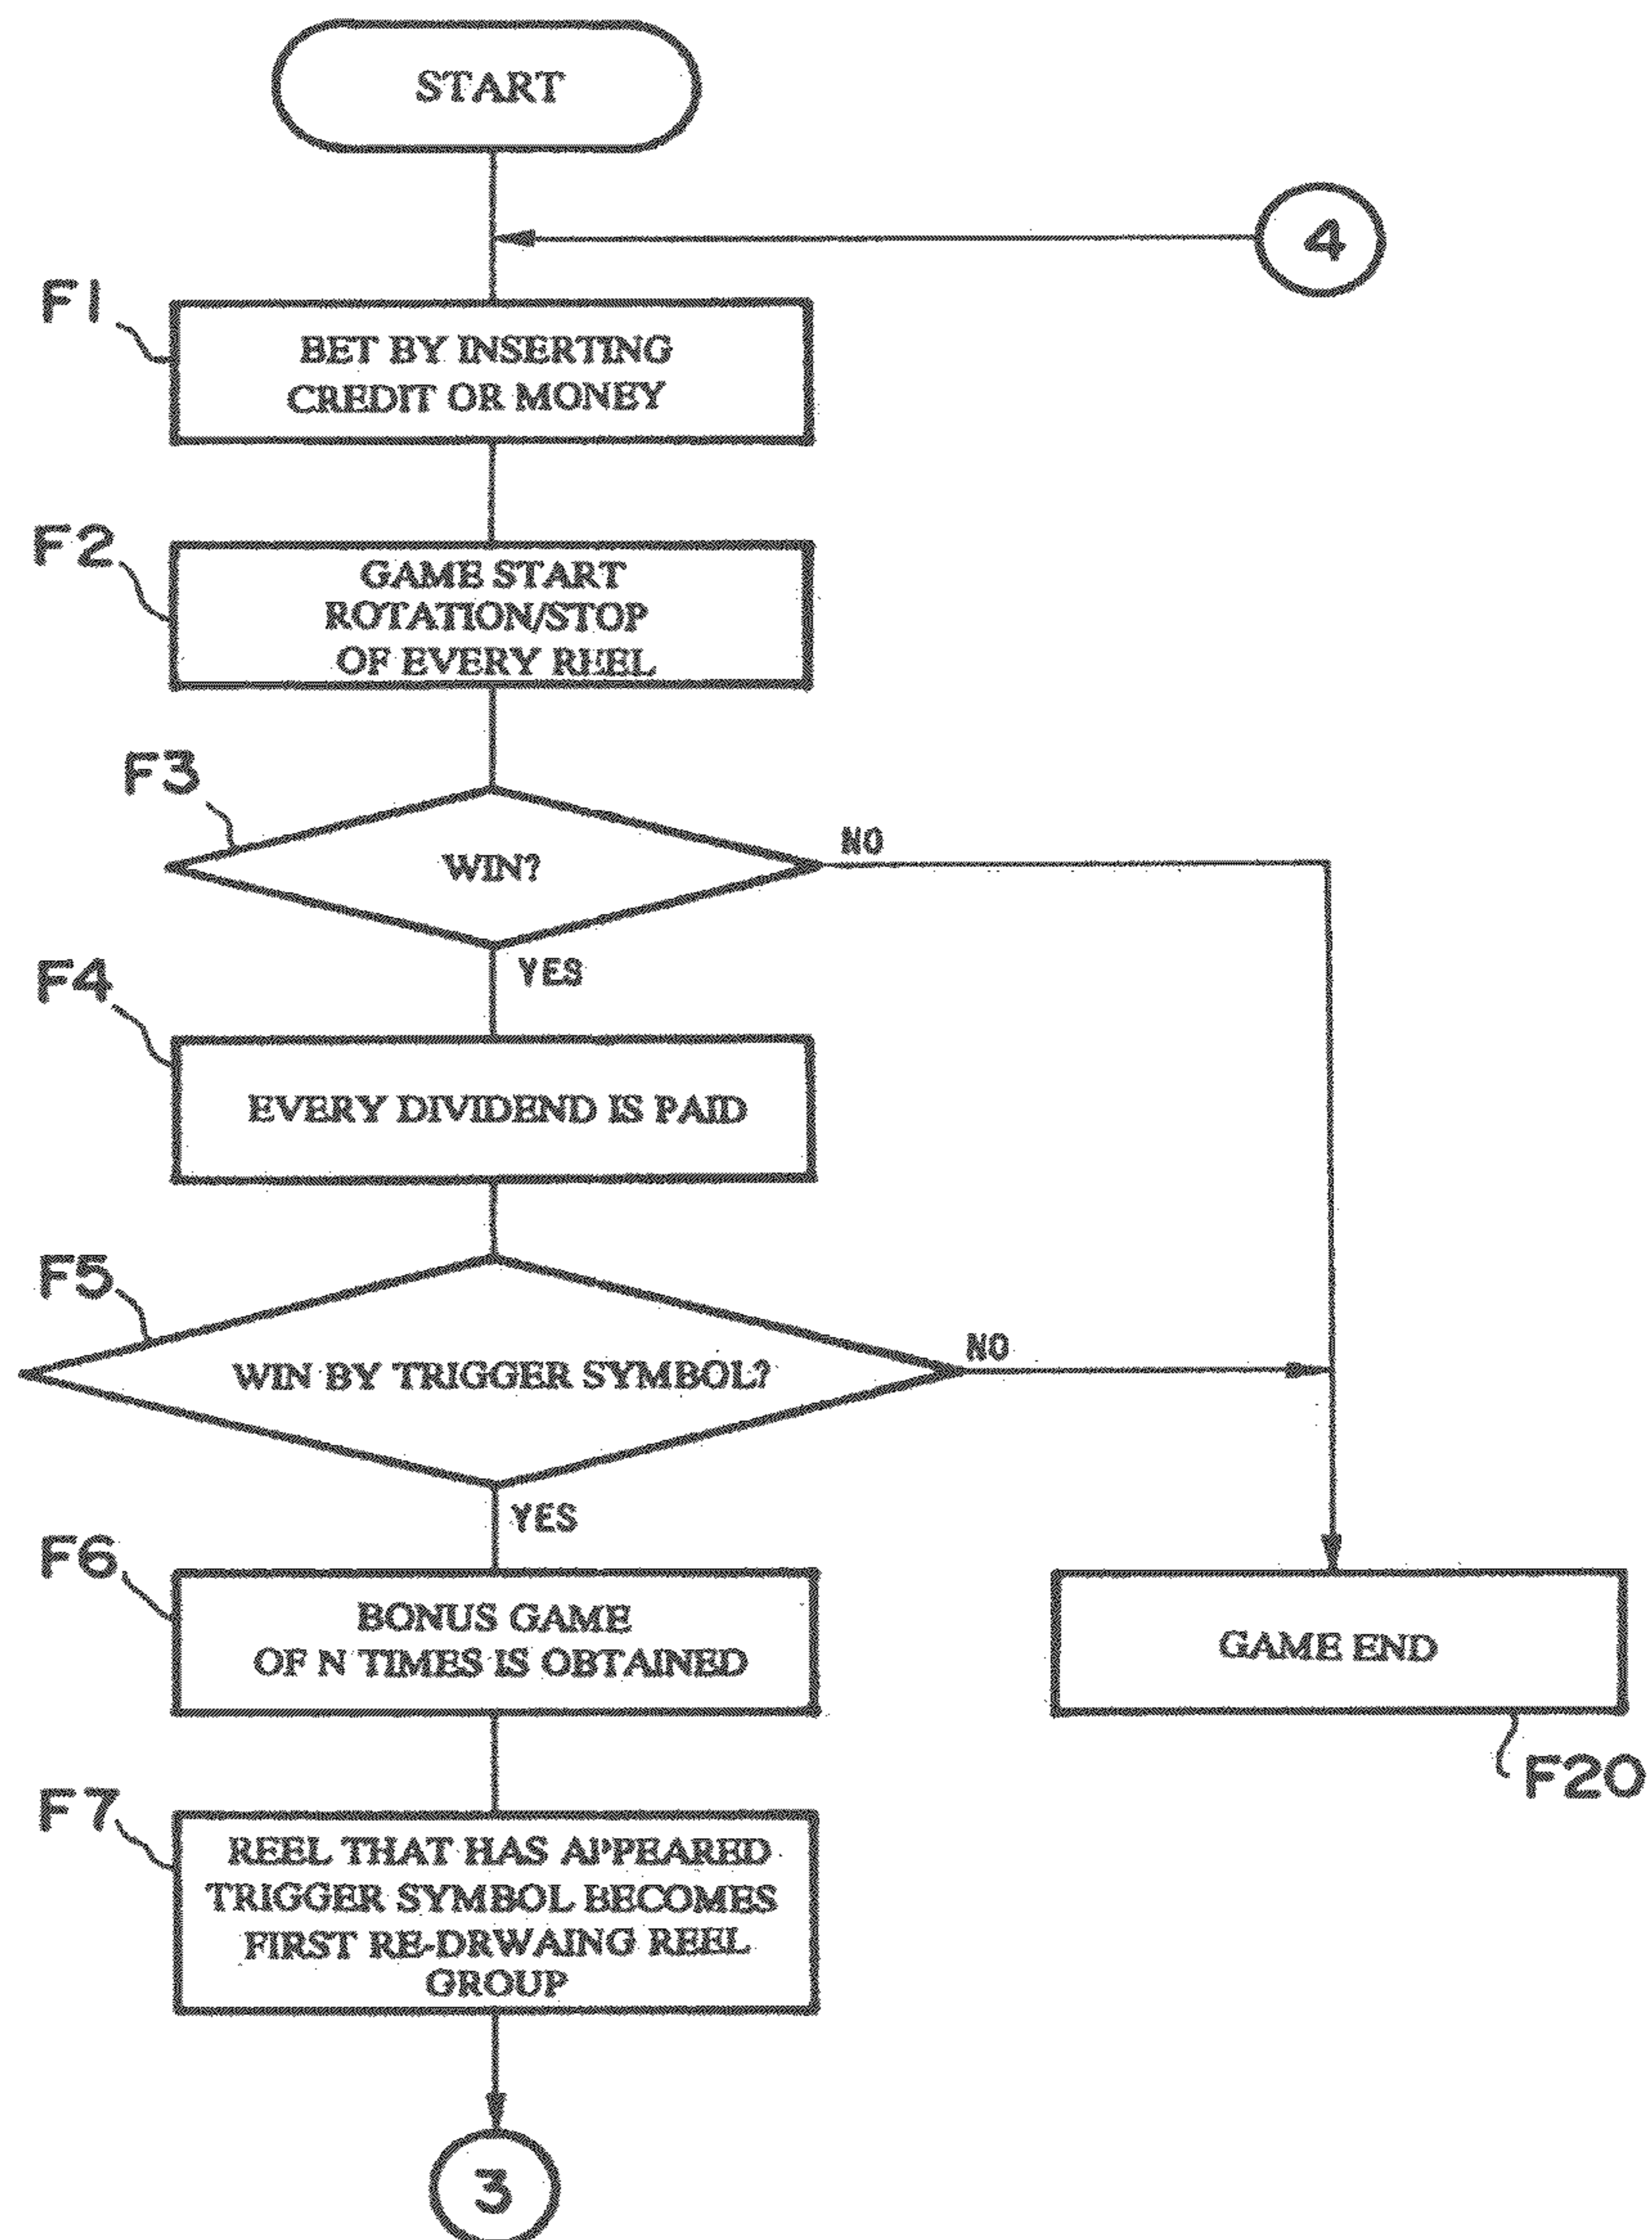 START
4
F1
BET BY INSERTING
CREDIT OR MONEY
F2
GAME START
ROTATION/STOP
OF EVERY REEL
F3
WIN?
NO
YES
F4
EVERY DIVIDEND IS PAID
F5
WIN BY TRIGGER SYMBOL?
NO
YES
F6
BONUS GAME
OF N TIMES IS OBTAINED
GAME END
F20
F7
REEL THAT HAS APPEARED
TRIGGER SYMBOL BECOMES
FIRST RE-DRWAING REEL
GROUP
3